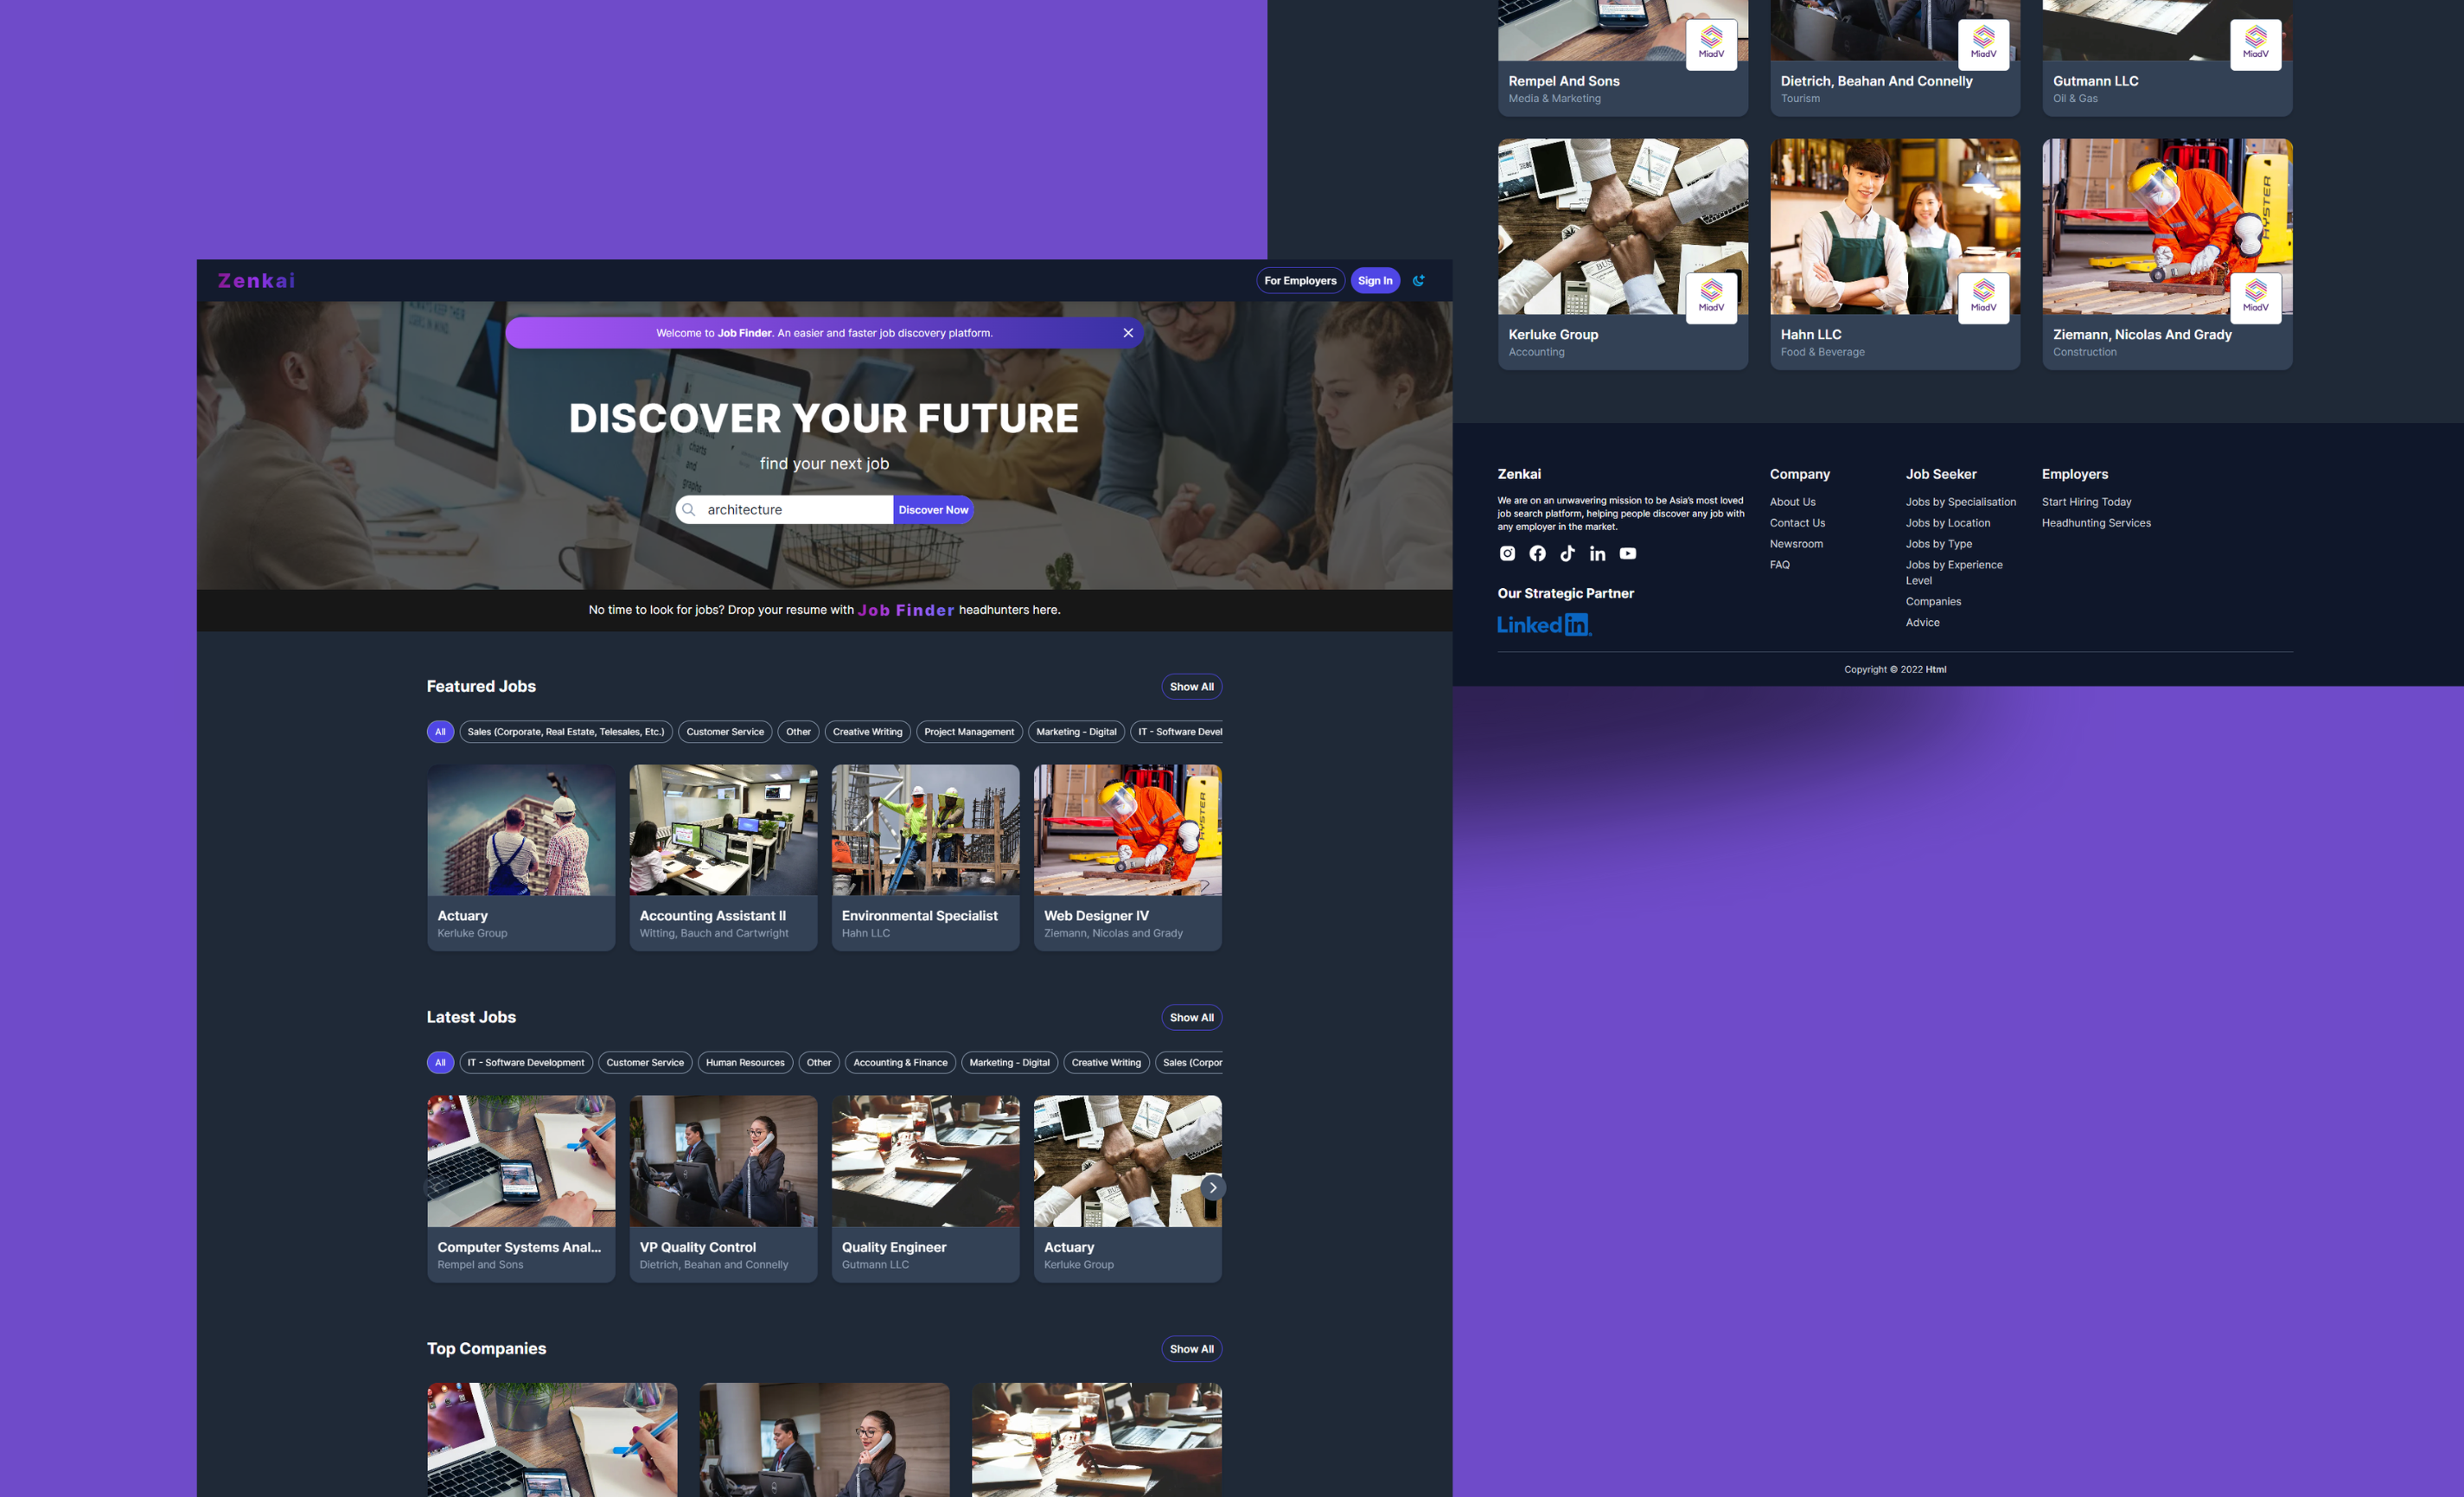 Zenkai
For Employers
Sign In
Welcome to Job Finder. An easier and faster job discovery platform.
DISCOVER YOUR FUTURE
find your next job
architecture
Discover Now
No time to look for jobs? Drop your resume with Job Finder headhunters here.
Featured Jobs
Show All
All
Sales (Corporate, Real Estate, Telesales, Etc.)
Customer Service
Other
Creative Writing
Project Management
Marketing - Digital
IT - Software Devel
HYSTER
Actuary
Kerluke Group
Accounting Assistant II
Witting, Bauch and Cartwright
Environmental Specialist
Hahn LLC
Web Designer IV
Ziemann, Nicolas and Grady
Latest Jobs
Show All
All
IT - Software Development
Customer Service
Human Resources
Other
Accounting & Finance
Marketing - Digital
Creative Writing
Sales (Corpor
Computer Systems Anal...
Rempel and Sons
VP Quality Control
Dietrich, Beahan and Connelly
Quality Engineer
Gutmann LLC
Actuary
Kerluke Group
Top Companies
Show All
MiadV
MiadV
MiadV
Rempel And Sons
Media & Marketing
Dietrich, Beahan And Connelly
Tourism
Gutmann LLC
Oil & Gas
HYSTER
MiadV
MiadV
MiadV
Kerluke Group
Accounting
Hahn LLC
Food & Beverage
Ziemann, Nicolas And Grady
Construction
Zenkai
We are on an unwavering mission to be Asia's most loved
job search platform, helping people discover any job with
any employer in the market.
Our Strategic Partner
Linkedin
Company
About Us
Contact Us
Newsroom
FAQ
Job Seeker
Jobs by Specialisation
Jobs by Location
Jobs by Type
Jobs by Experience
Level
Companies
Advice
Employers
Start Hiring Today
Headhunting Services
Copyright © 2022 Html